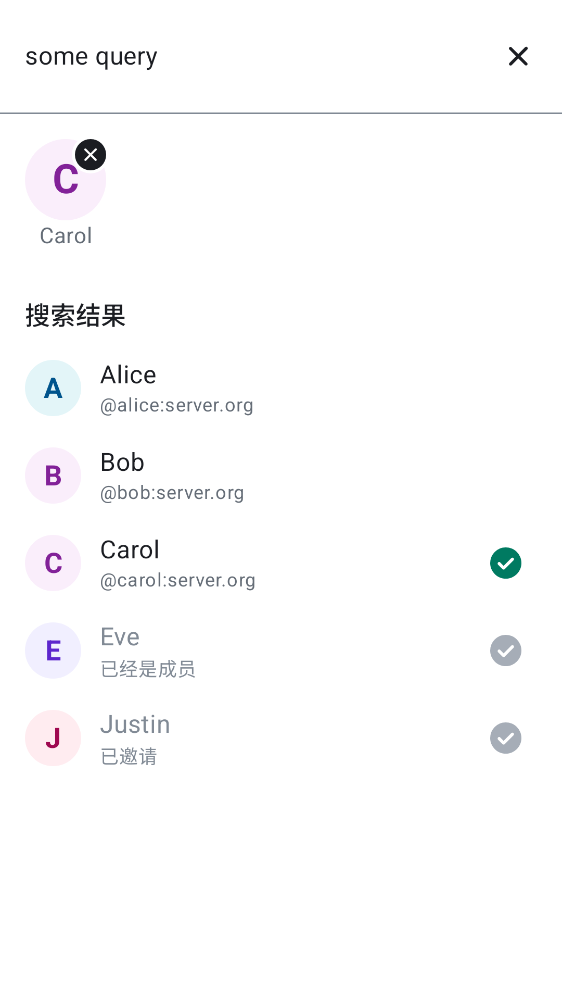 some query
C
Carol
搜索结果
A
Alice
@alice:server.org
B
Bob
@bob:server.org
C
Carol
@carol:server.org
E
Eve
已经是成员
J
Justin
已邀请